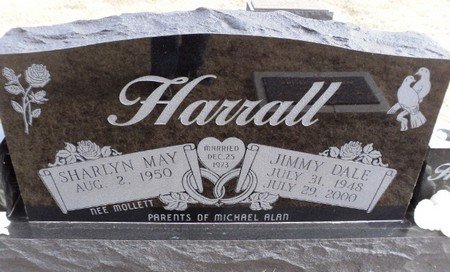 Harrall
SHARLYN MAY
AUG. 2, 1950
NEE MOLLETT
MARRIED
DEC. 25
1973
JIMMY DALE
JULY 31, 1948
JULY 29, 2000
PARENTS OF MICHAEL ALAN